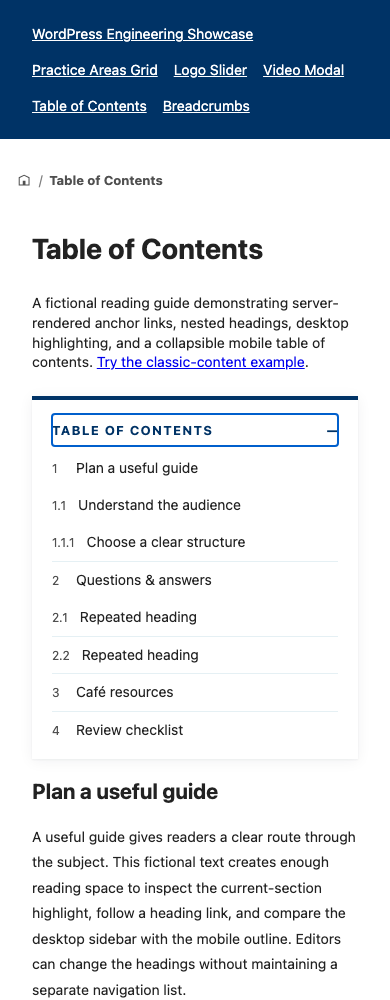 WordPress Engineering Showcase
Practice Areas Grid Logo Slider Video Modal
Table of Contents Breadcrumbs
/ Table of Contents
Table of Contents
A fictional reading guide demonstrating server-
rendered anchor links, nested headings, desktop
highlighting, and a collapsible mobile table of
contents. Try the classic-content example.
TABLE OF CONTENTS –
1 Plan a useful guide
1.1 Understand the audience
1.1.1 Choose a clear structure
2 Questions & answers
2.1 Repeated heading
2.2 Repeated heading
3 Café resources
4 Review checklist
Plan a useful guide
A useful guide gives readers a clear route through
the subject. This fictional text creates enough
reading space to inspect the current-section
highlight, follow a heading link, and compare the
desktop sidebar with the mobile outline. Editors
can change the headings without maintaining a
separate navigation list.